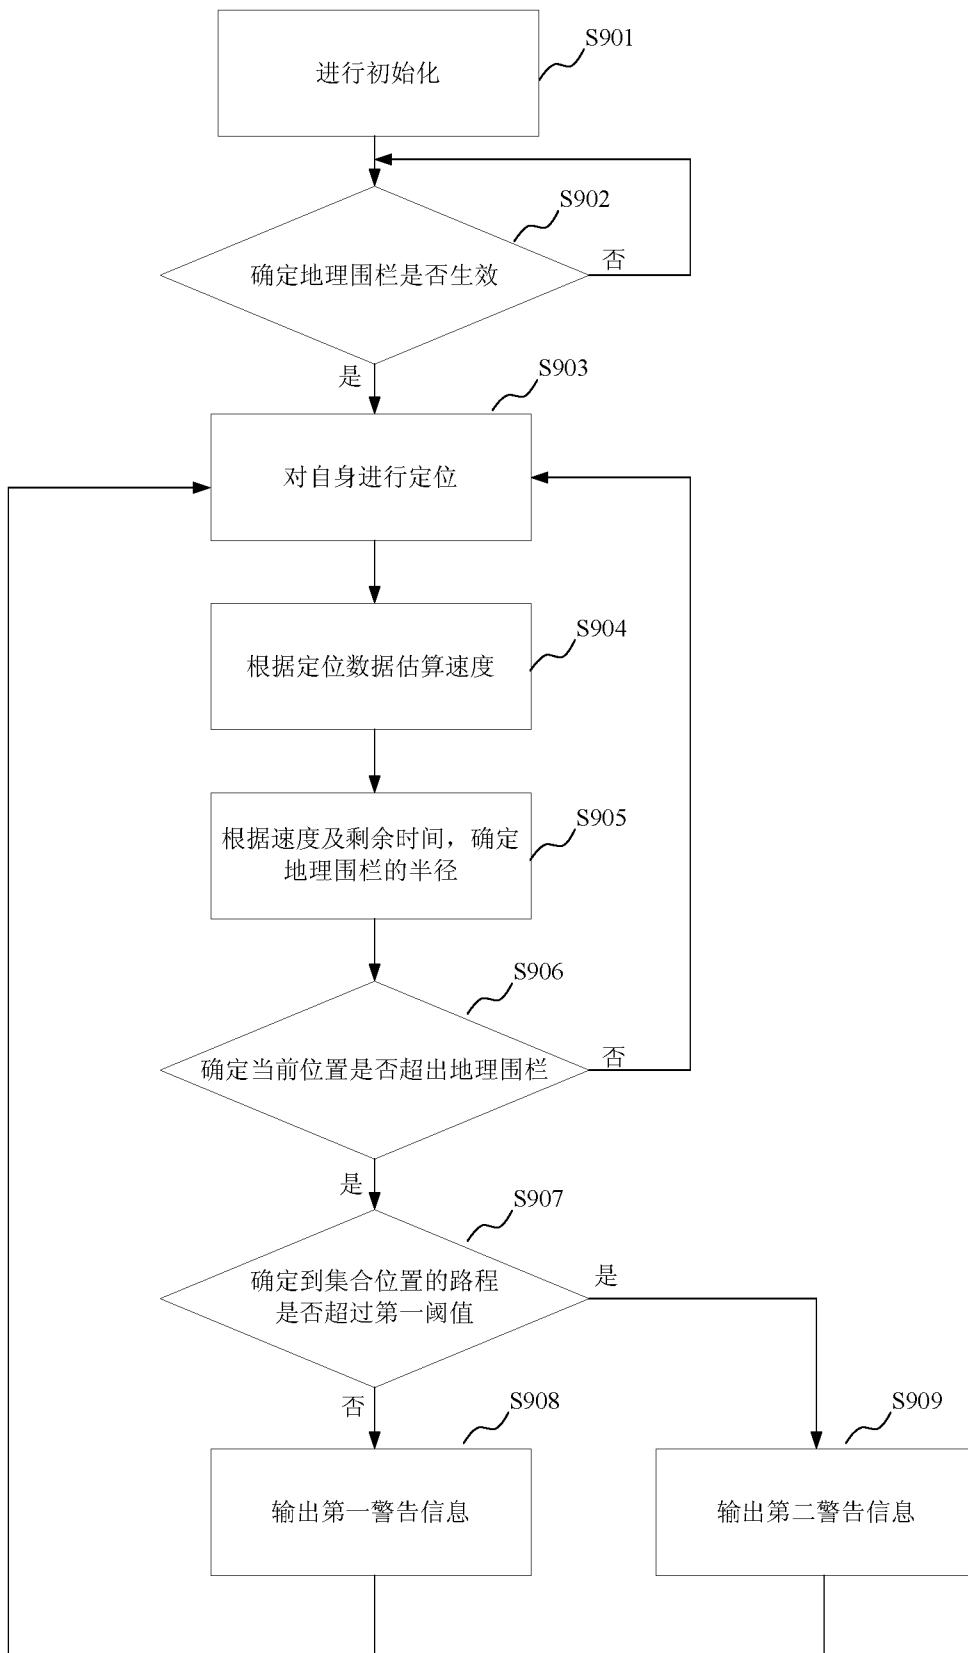 S901
进行初始化
S902
确定地理围栏是否生效
否
是
S903
对自身进行定位
S904
根据定位数据估算速度
S905
根据速度及剩余时间，确定
地理围栏的半径
S906
确定当前位置是否超出地理围栏
否
是
S907
确定到集合位置的路程
是否超过第一阈值
是
否
S908
S909
输出第一警告信息
输出第二警告信息